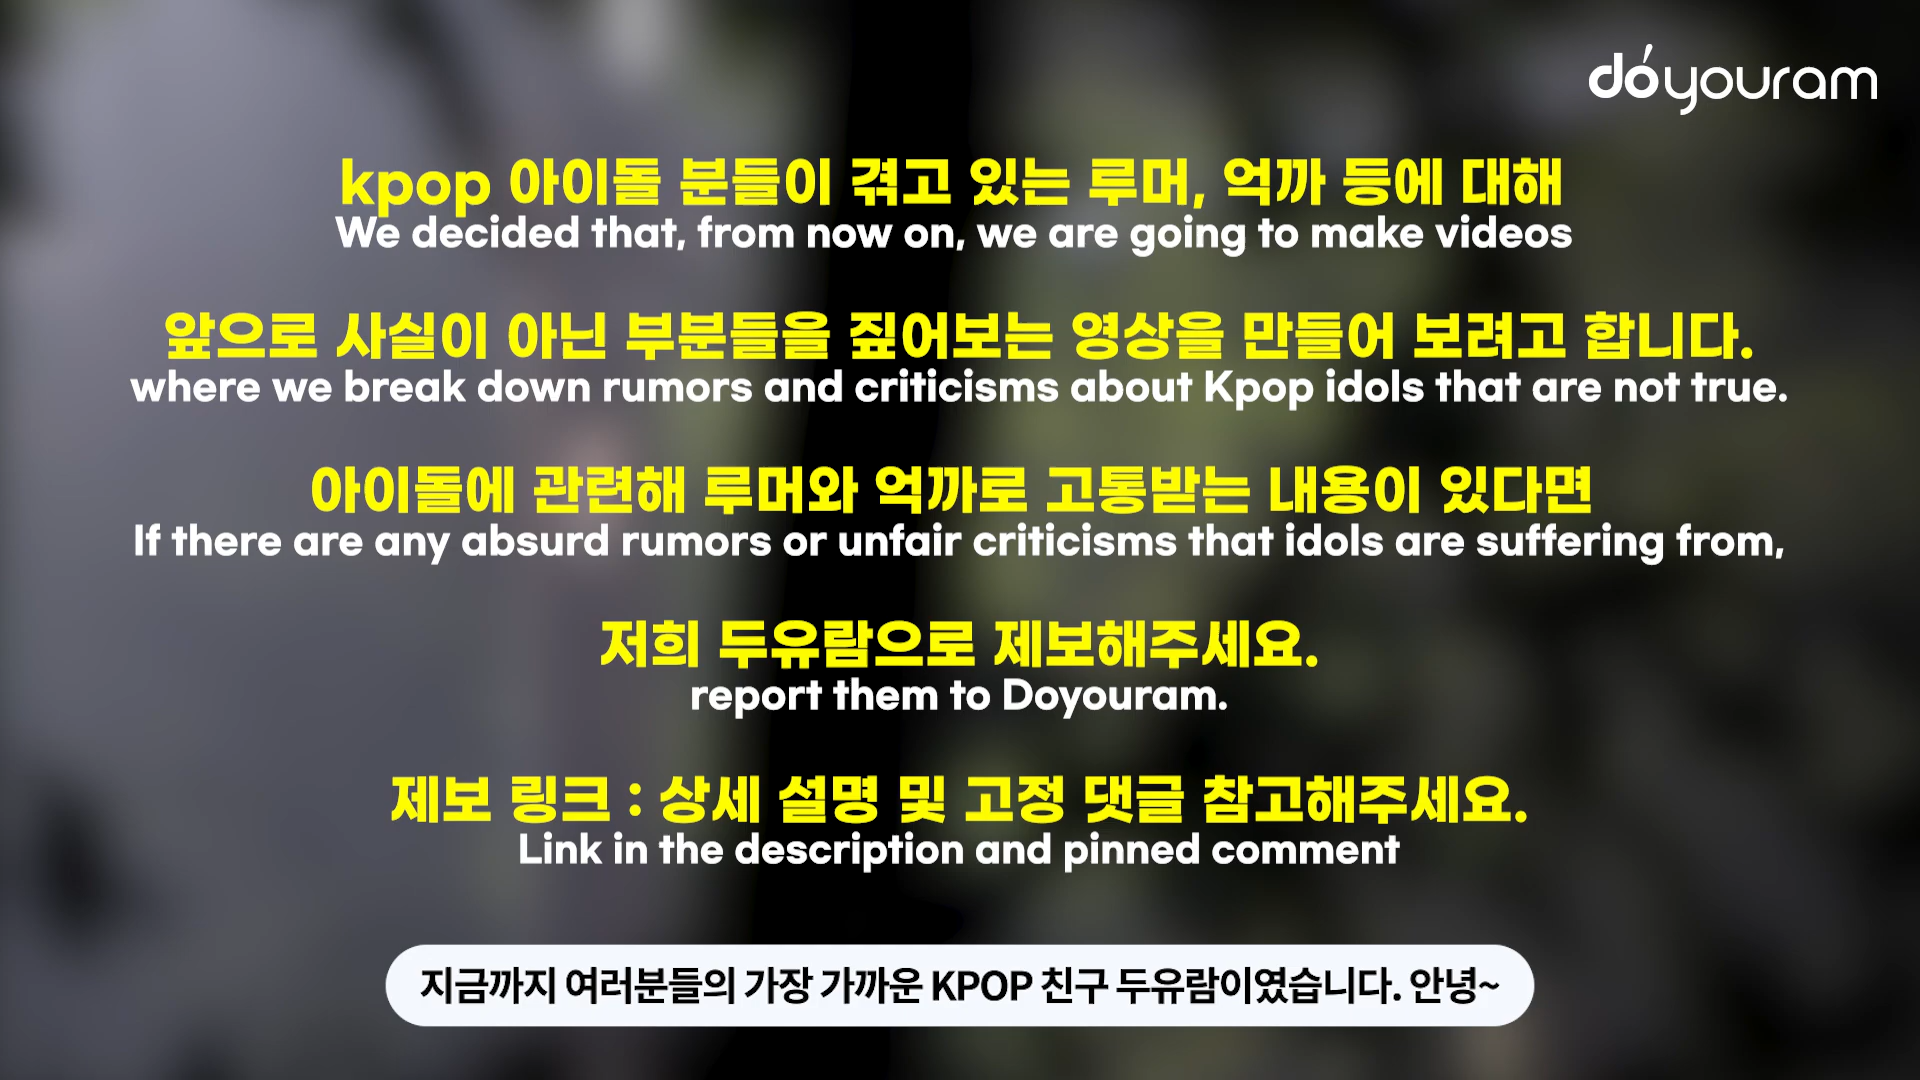 dóyouram
kpop 아이돌 분들이 겪고 있는 루머, 억까 등에 대해
We decided that, from now on, we are going to make videos
앞으로 사실이 아닌 부분들을 짚어보는 영상을 만들어 보려고 합니다.
where we break down rumors and criticisms about Kpop idols that are not true.
아이돌에 관련해 루머와 억까로 고통받는 내용이 있다면
If there are any absurd rumors or unfair criticisms that idols are suffering from,
저희 두유람으로 제보해주세요.
report them to Doyouram.
제보 링크 : 상세 설명 및 고정 댓글 참고해주세요.
Link in the description and pinned comment
지금까지 여러분들의 가장 가까운 KPOP 친구 두유람이였습니다. 안녕~